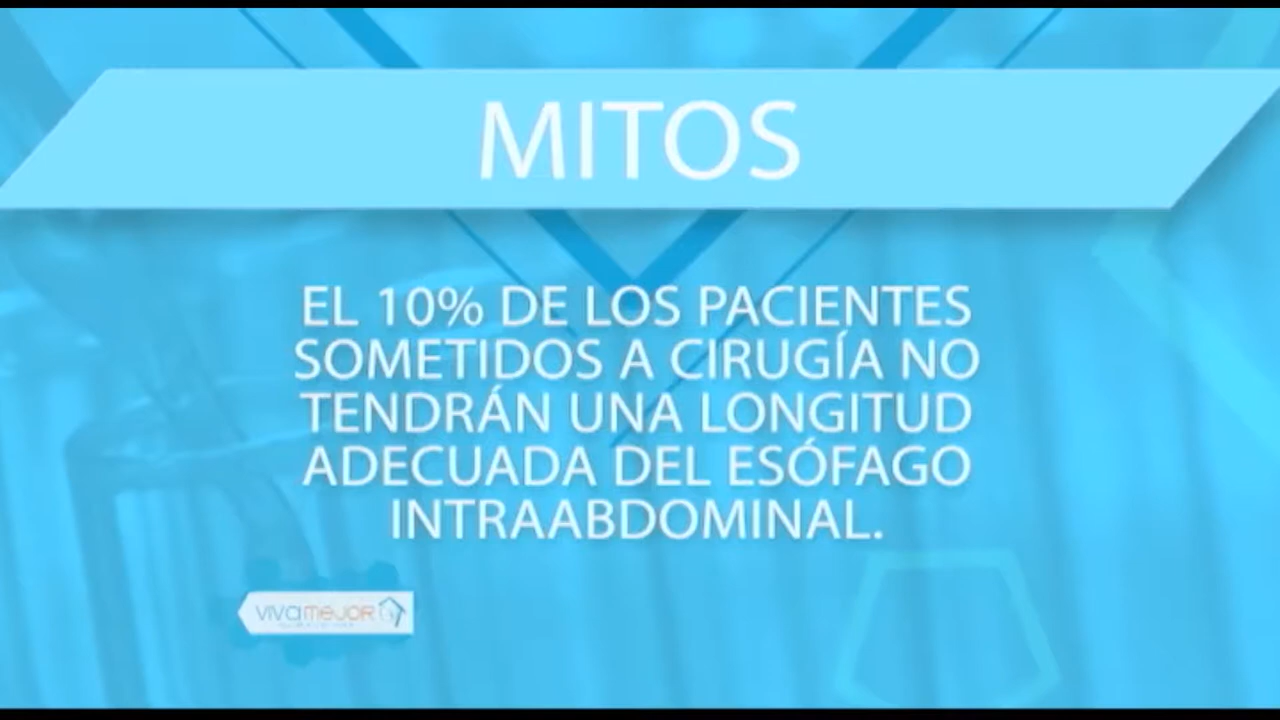 MITOS
EL 10% DE LOS PACIENTES
SOMETIDOS A CIRUGÍA NO
TENDRÁN UNA LONGITUD
ADECUADA DEL ESÓFAGO
INTRAABDOMINAL.
vivamejor